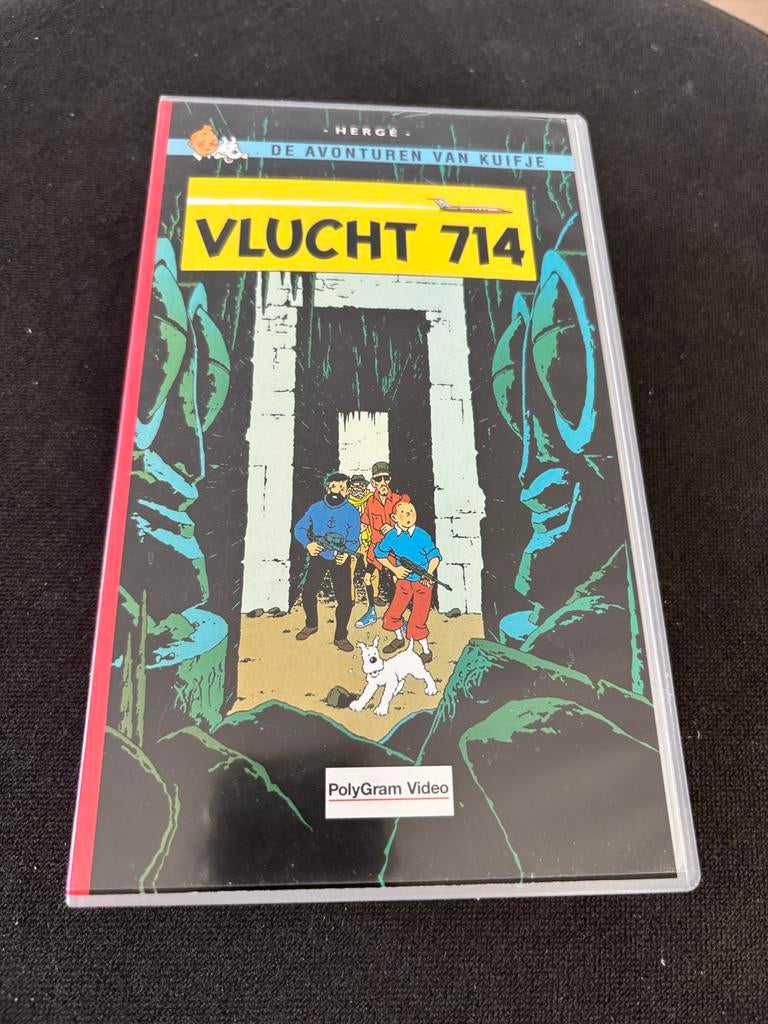 - HERGÉ -
DE AVONTUREN VAN KUIFJE
VLUCHT 714
PolyGram Video